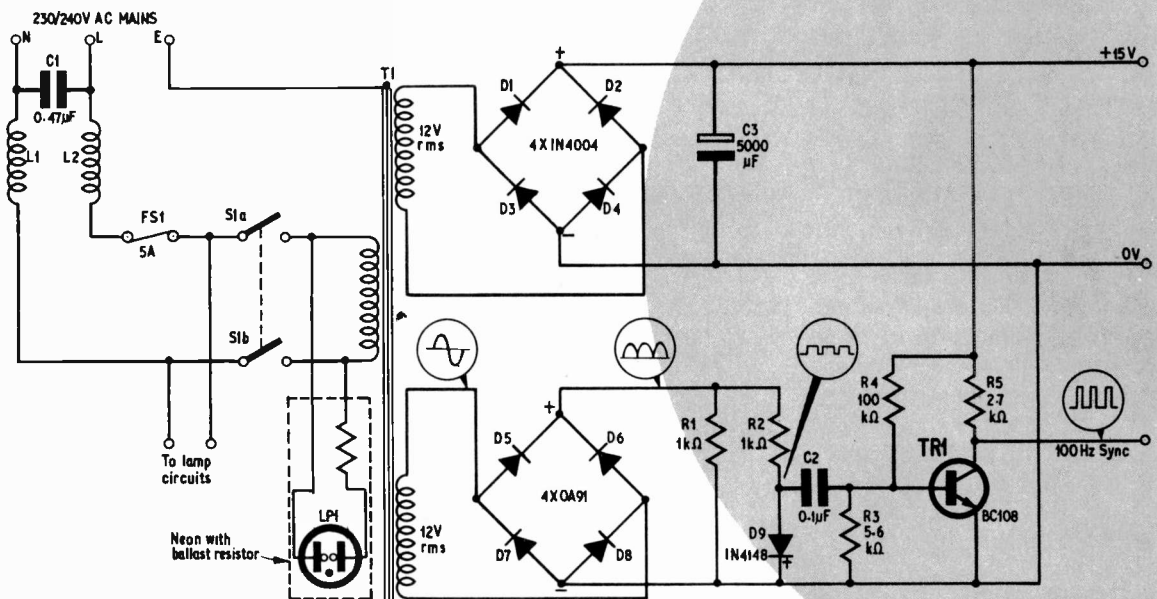 230/240V AC MAINS
N
L
E
C1
0·47µF
L1
L2
FS1
5A
S1a
S1b
To lamp
circuits
Neon with
ballast resistor
LP1
T1
12V
rms
D1
D2
4X1N4004
D3
D4
+
–
C3
5000
µF
+15V
0V
12V
rms
D5
D6
4XOA91
D7
D8
+
–
R1
1kΩ
R2
1kΩ
C2
0·1µF
D9
1N4148
+
R3
5·6
kΩ
R4
100
kΩ
R5
2·7
kΩ
TR1
BC108
100Hz Sync